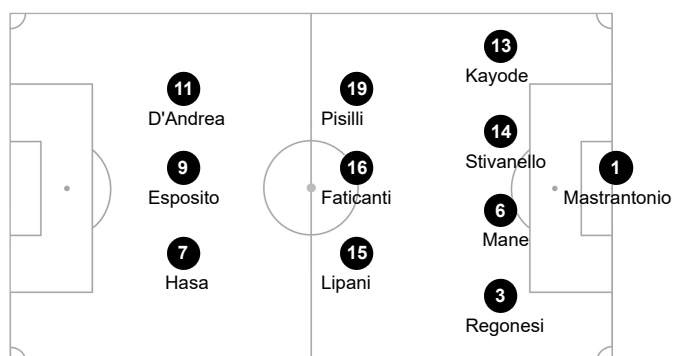 13
Kayode
11
D'Andrea
19
Pisilli
14
Stivanello
9
Esposito
16
Faticanti
1
Mastrantonio
6
Mane
7
Hasa
15
Lipani
3
Regonesi